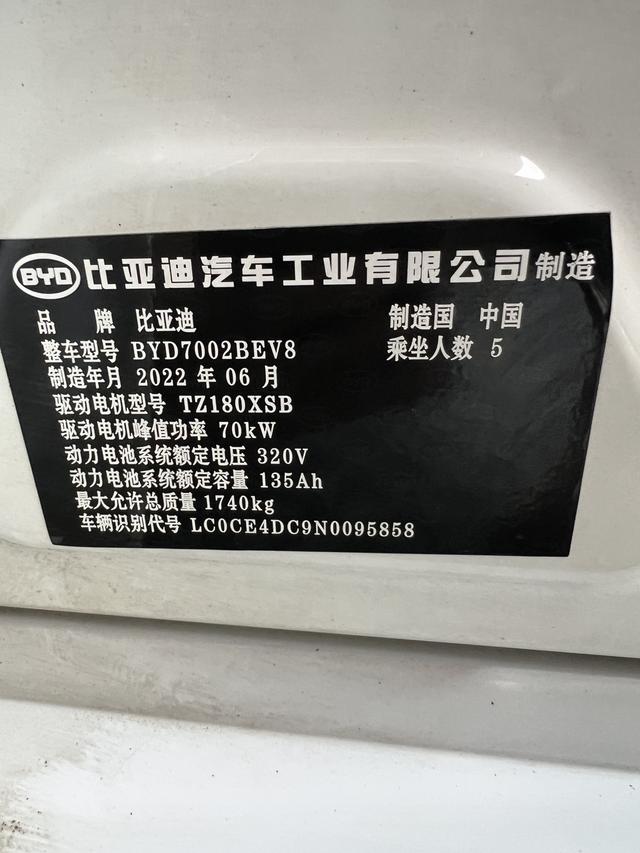 BYD 比亚迪汽车工业有限公司制造
品 牌 比亚迪 制造国 中国
整车型号 BYD7002BEV8 乘坐人数 5
制造年月 2022 年 06 月
驱动电机型号 TZ180XSB
驱动电机峰值功率 70kW
动力电池系统额定电压 320V
动力电池系统额定容量 135Ah
最大允许总质量 1740kg
车辆识别代号 LC0CE4DC9N0095858